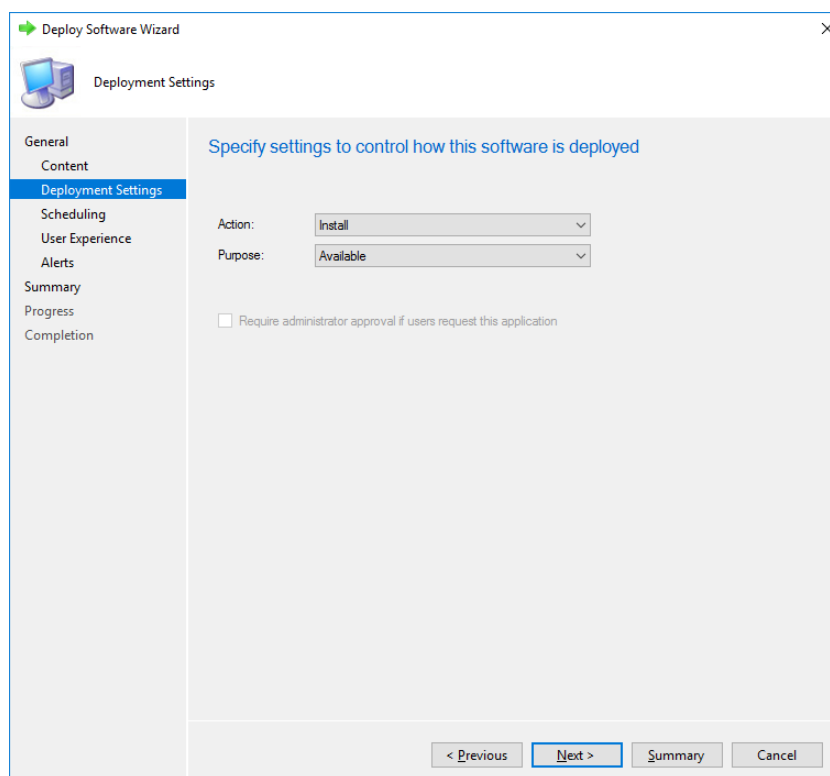 Deploy Software Wizard
Deployment Settings
General
Content
Deployment Settings
Scheduling
User Experience
Alerts
Summary
Progress
Completion
Specify settings to control how this software is deployed
Action: Install
Purpose: Available
Require administrator approval if users request this application
< Previous Next > Summary Cancel